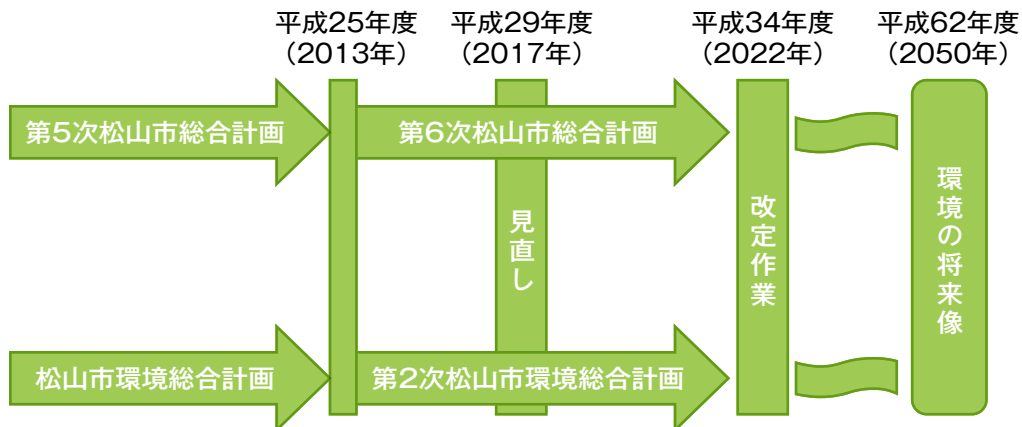 平成25年度
（2013年）
平成29年度
（2017年）
平成34年度
（2022年）
平成62年度
（2050年）
第5次松山市総合計画
第6次松山市総合計画
見直し
改定作業
環境の将来像
松山市環境総合計画
第2次松山市環境総合計画